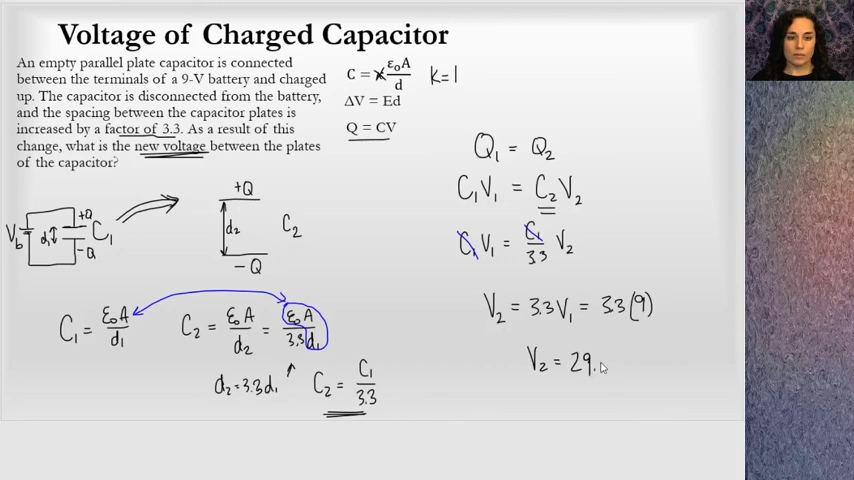 Voltage of Charged Capacitor
An empty parallel plate capacitor is connected
between the terminals of a 9-V battery and charged
up. The capacitor is disconnected from the battery,
and the spacing between the capacitor plates is
increased by a factor of 3.3. As a result of this
change, what is the new voltage between the plates
of the capacitor?
C = κ ε₀A/d
k=1
ΔV = Ed
Q = CV
Q₁ = Q₂
C₁V₁ = C₂V₂
C₁V₁ = C₁/3.3 V₂
V₂ = 3.3V₁ = 3.3(9)
V₂ = 29.
V_b
d₁
+Q
-Q
C₁
+Q
d₂
C₂
-Q
C₁ = ε₀A/d₁
C₂ = ε₀A/d₂ = ε₀A/3.3d₁
d₂=3.3d₁
C₂ = C₁/3.3